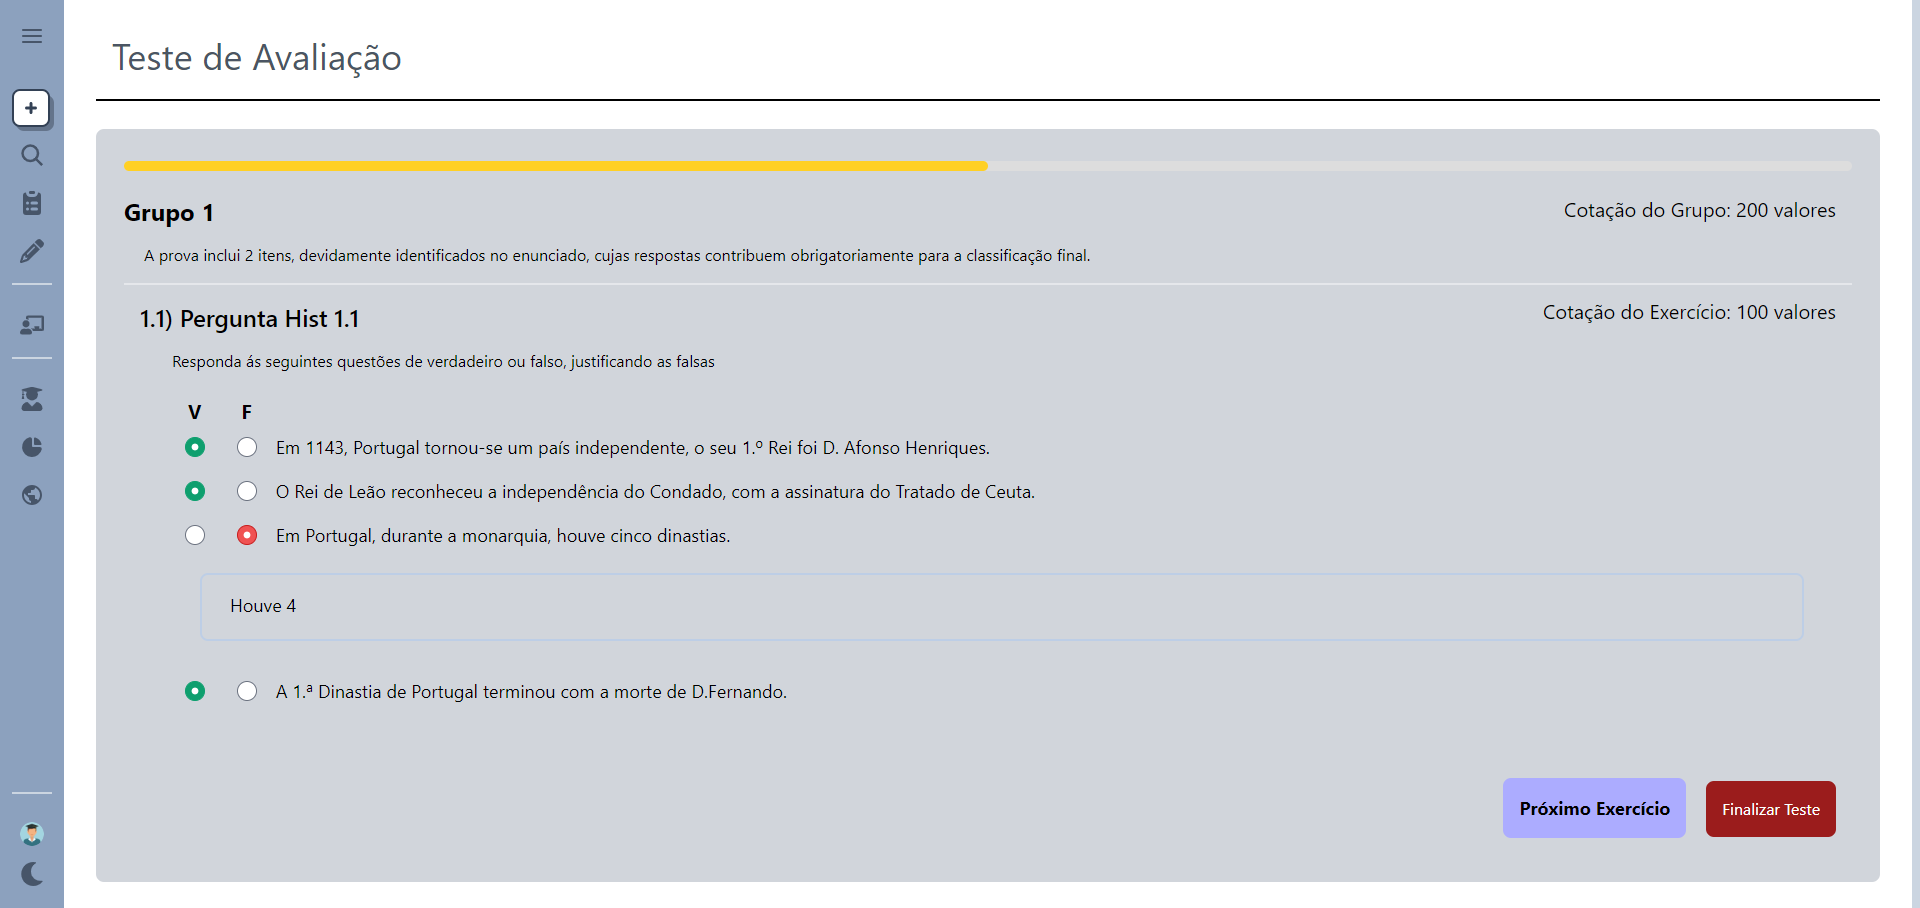 Teste de Avaliação
Grupo 1
Cotação do Grupo: 200 valores
A prova inclui 2 itens, devidamente identificados no enunciado, cujas respostas contribuem obrigatoriamente para a classificação final.
1.1) Pergunta Hist 1.1
Cotação do Exercício: 100 valores
Responda ás seguintes questões de verdadeiro ou falso, justificando as falsas
V F
Em 1143, Portugal tornou-se um país independente, o seu 1.º Rei foi D. Afonso Henriques.
O Rei de Leão reconheceu a independência do Condado, com a assinatura do Tratado de Ceuta.
Em Portugal, durante a monarquia, houve cinco dinastias.
Houve 4
A 1.ª Dinastia de Portugal terminou com a morte de D.Fernando.
Próximo Exercício
Finalizar Teste